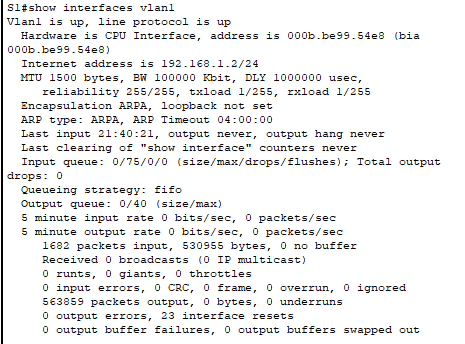 S1#show interfaces vlan1
Vlan1 is up, line protocol is up
Hardware is CPU Interface, address is 000b.be99.54e8 (bia
000b.be99.54e8)
Internet address is 192.168.1.2/24
MTU 1500 bytes, BW 100000 Kbit, DLY 1000000 usec,
reliability 255/255, txload 1/255, rxload 1/255
Encapsulation ARPA, loopback not set
ARP type: ARPA, ARP Timeout 04:00:00
Last input 21:40:21, output never, output hang never
Last clearing of "show interface" counters never
Input queue: 0/75/0/0 (size/max/drops/flushes); Total output
drops: 0
Queueing strategy: fifo
Output queue: 0/40 (size/max)
5 minute input rate 0 bits/sec, 0 packets/sec
5 minute output rate 0 bits/sec, 0 packets/sec
1682 packets input, 530955 bytes, 0 no buffer
Received 0 broadcasts (0 IP multicast)
0 runts, 0 giants, 0 throttles
0 input errors, 0 CRC, 0 frame, 0 overrun, 0 ignored
563859 packets output, 0 bytes, 0 underruns
0 output errors, 23 interface resets
0 output buffer failures, 0 output buffers swapped out